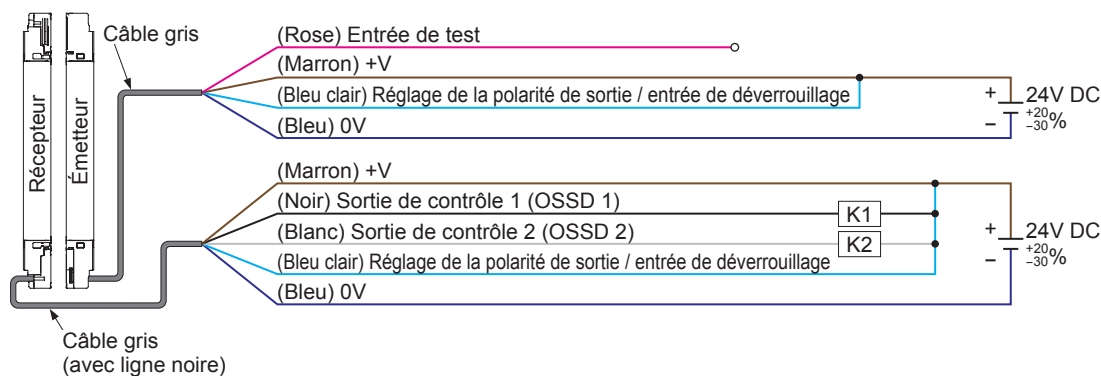 Câble gris
(Rose) Entrée de test
(Marron) +V
(Bleu clair) Réglage de la polarité de sortie / entrée de déverrouillage
(Bleu) 0V
+
−
24V DC
+20
−30 %
Récepteur
Émetteur
(Marron) +V
(Noir) Sortie de contrôle 1 (OSSD 1)
K1
(Blanc) Sortie de contrôle 2 (OSSD 2)
K2
(Bleu clair) Réglage de la polarité de sortie / entrée de déverrouillage
(Bleu) 0V
+
−
24V DC
+20
−30 %
Câble gris
(avec ligne noire)